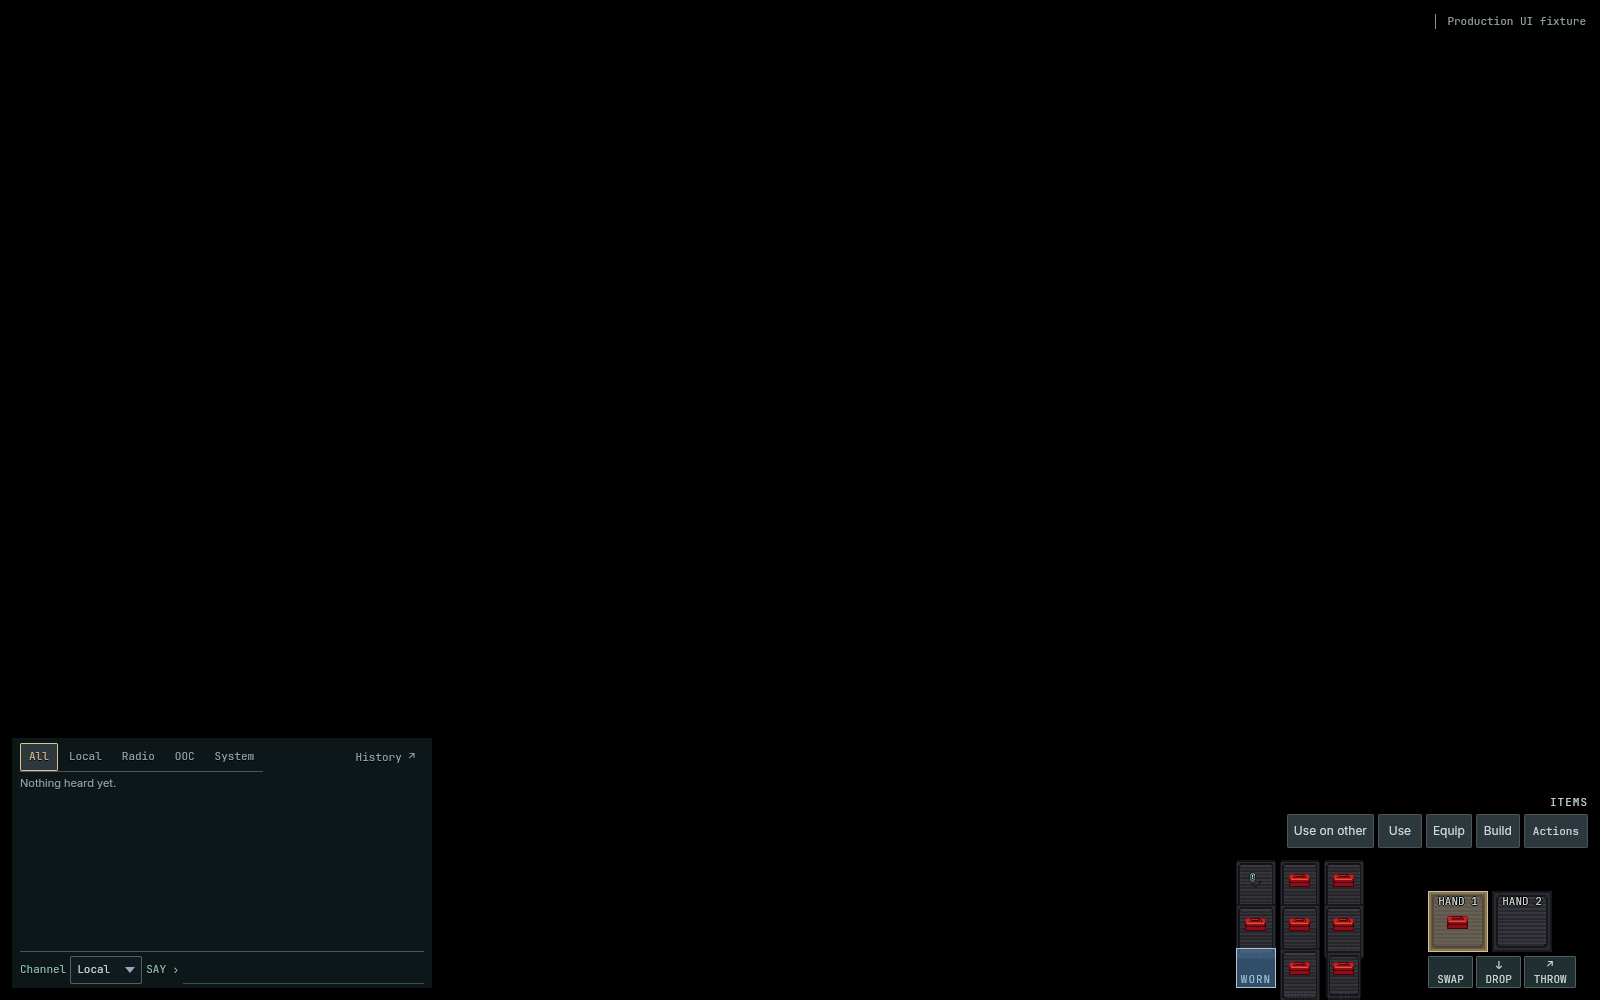 Production UI fixture
All Local Radio OOC System History ↗
Nothing heard yet.
ITEMS
Use on other Use Equip Build Actions
HAND 1 HAND 2
Channel Local SAY ›
WORN
SWAP ↓ DROP ↗ THROW